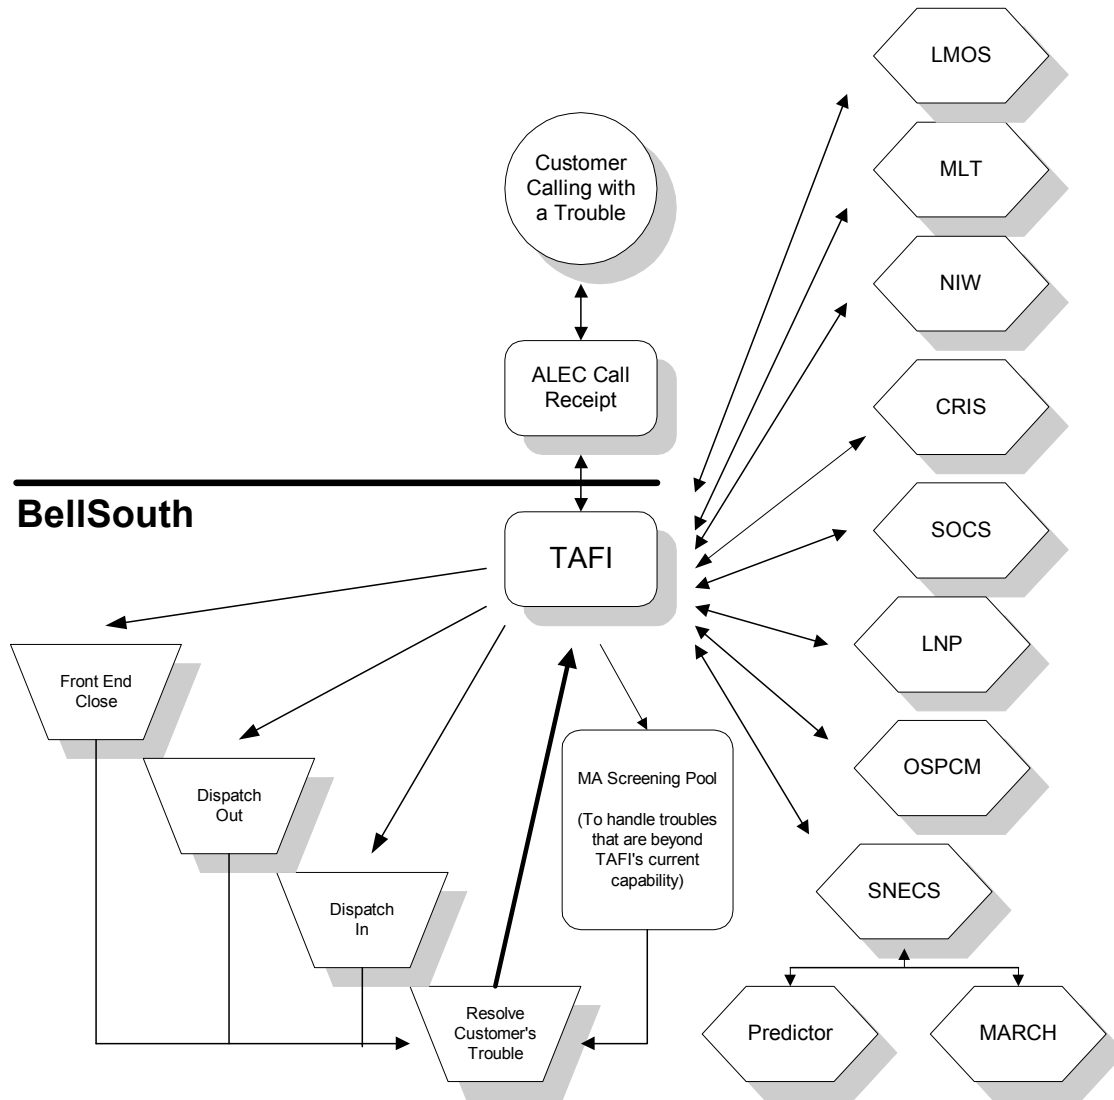 LMOS
Customer
Calling with
a Trouble
MLT
NIW
ALEC Call
Receipt
CRIS
BellSouth
TAFI
SOCS
LNP
Front End
Close
OSPCM
MA Screening Pool
(To handle troubles
that are beyond
TAFI's current
capability)
Dispatch
Out
SNECS
Dispatch
In
Resolve
Customer's
Trouble
Predictor
MARCH